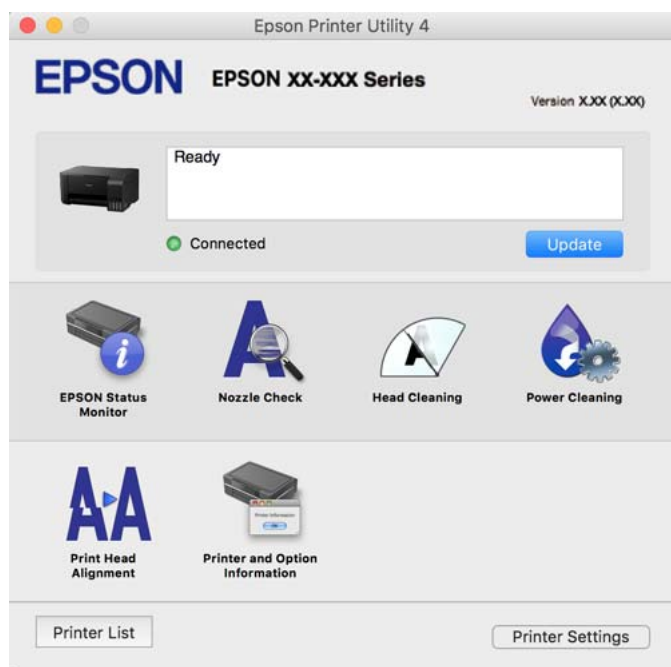 Epson Printer Utility 4
EPSON
EPSON XX-XXX Series
Version X.XX (X.XX)
Ready
Connected
Update
EPSON Status
Monitor
Nozzle Check
Head Cleaning
Power Cleaning
Print Head
Alignment
Printer and Option
Information
Printer List
Printer Settings